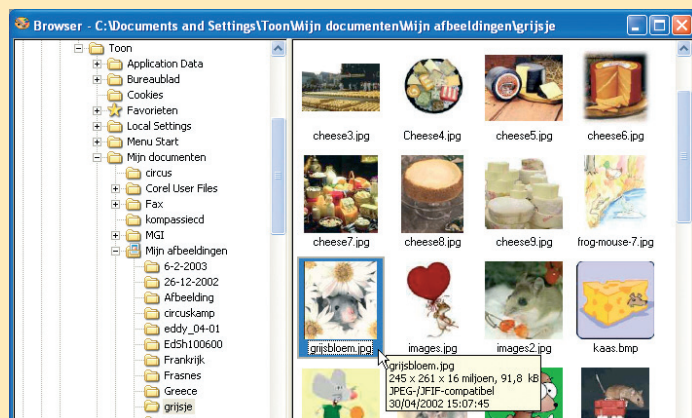 Browser - C:\Documents and Settings\Toon\Mijn documenten\Mijn afbeeldingen\grijsje
Toon
Application Data
Bureaublad
Cookies
Favorieten
Local Settings
Menu Start
Mijn documenten
circus
Corel User Files
Fax
kompassiecd
MGI
Mijn afbeeldingen
6-2-2003
26-12-2002
Afbeelding
circuskamp
eddy_04-01
EdSh100600
Frankrijk
Frasnes
Greece
grijsje
cheese3.jpg
Cheese4.jpg
cheese5.jpg
cheese6.jpg
cheese7.jpg
cheese8.jpg
cheese9.jpg
frog-mouse-7.jpg
grijsbloem.jpg
images.jpg
images2.jpg
kaas.bmp
grijsbloem.jpg
245 x 261 x 16 miljoen, 91,8 kB
JPEG-/JFIF-compatibel
30/04/2002 15:07:45